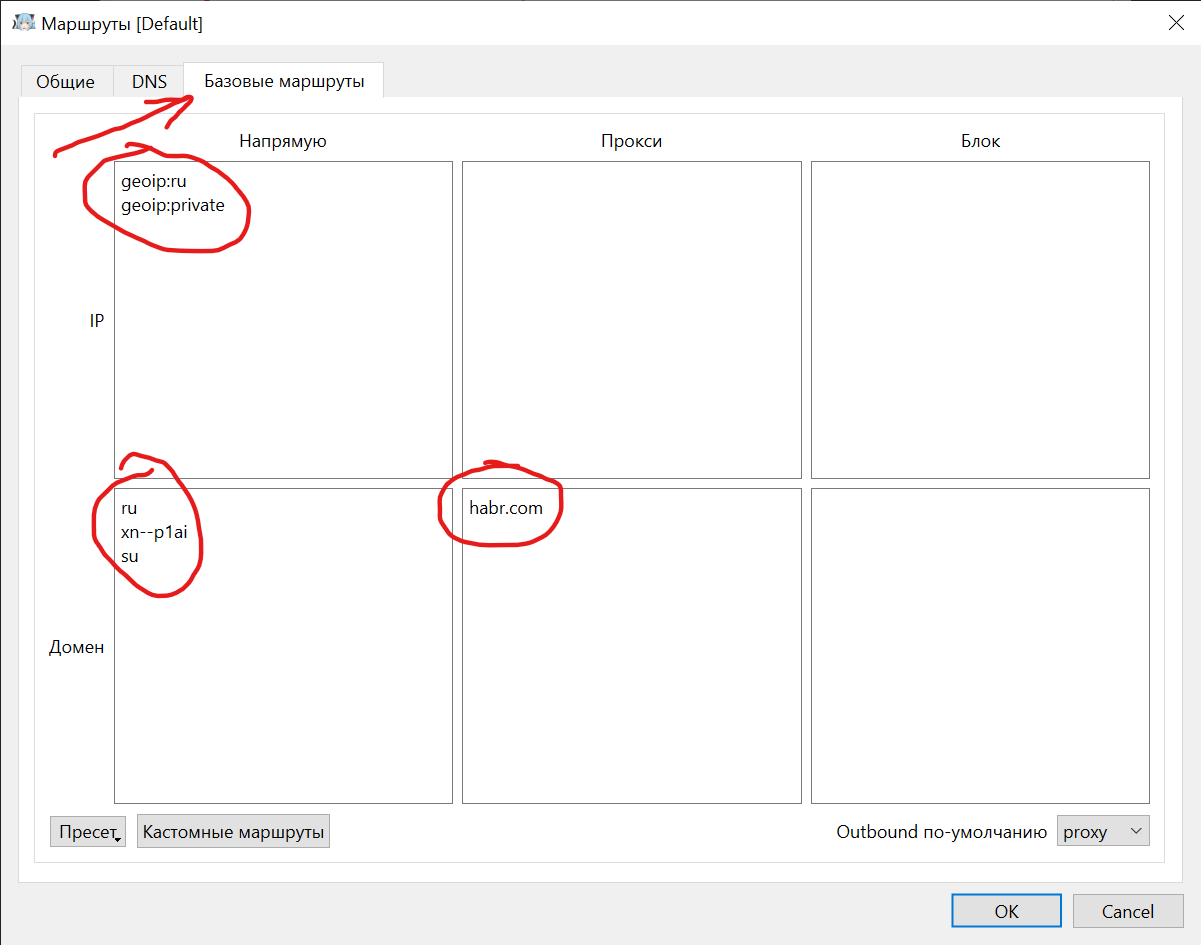 Маршруты [Default]
Общие
DNS
Базовые маршруты
Напрямую
Прокси
Блок
geoip:ru
geoip:private
IP
ru
xn--p1ai
su
habr.com
Домен
Пресет
Кастомные маршруты
Outbound по-умолчанию
proxy
OK
Cancel